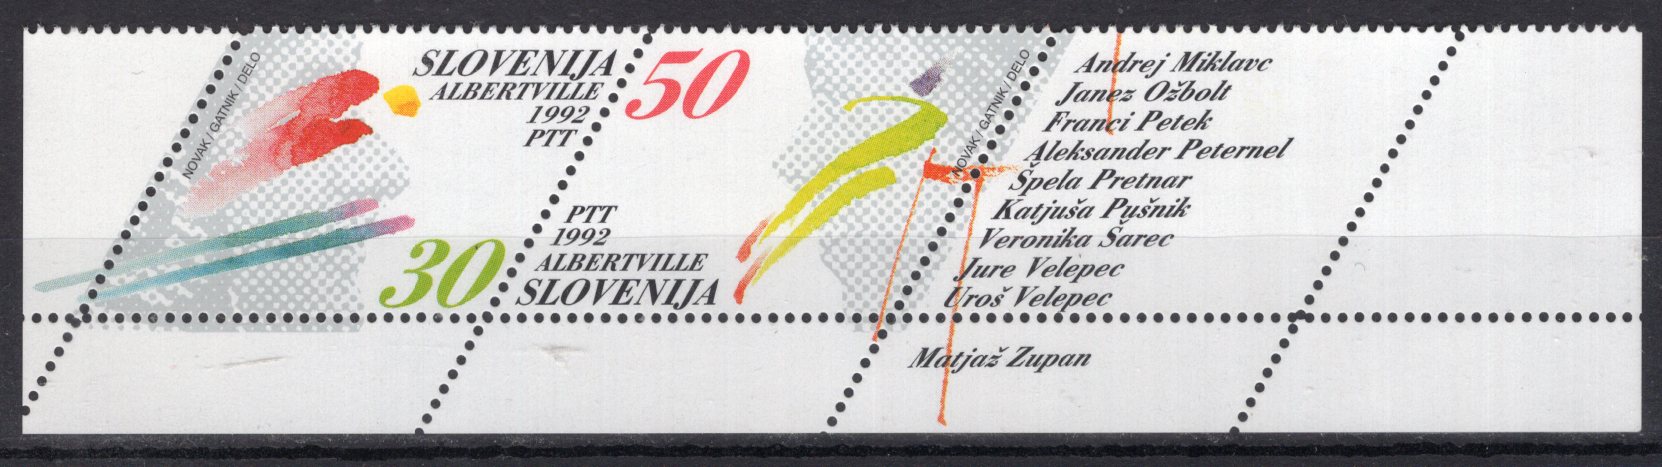 NOVAK / GATNIK / DELO
SLOVENIJA
ALBERTVILLE
1992
PTT
30
50
PTT
1992
ALBERTVILLE
SLOVENIJA
NOVAK / GATNIK / DELO
Andrej Miklavc
Janez Ožbolt
Franci Petek
Aleksander Peternel
Špela Pretnar
Katjuša Pušnik
Veronika Šarec
Jure Velepec
Uroš Velepec
Matjaž Zupan